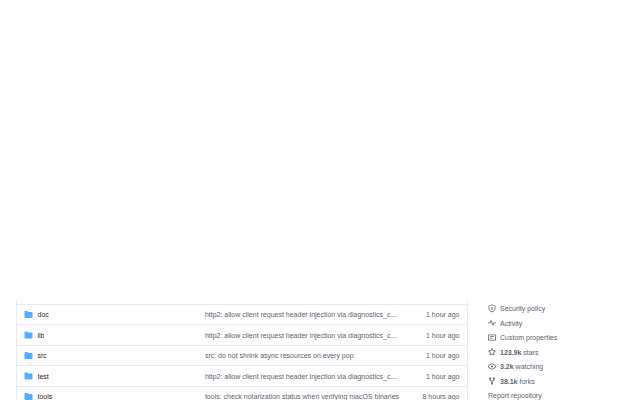 doc http2: allow client request header injection via diagnostics_c... 1 hour ago
lib http2: allow client request header injection via diagnostics_c... 1 hour ago
src src: do not shrink async resources on every pop 1 hour ago
test http2: allow client request header injection via diagnostics_c... 1 hour ago
tools tools: check notarization status when verifying macOS binaries 8 hours ago
Security policy
Activity
Custom properties
123.9k stars
3.2k watching
38.1k forks
Report repository